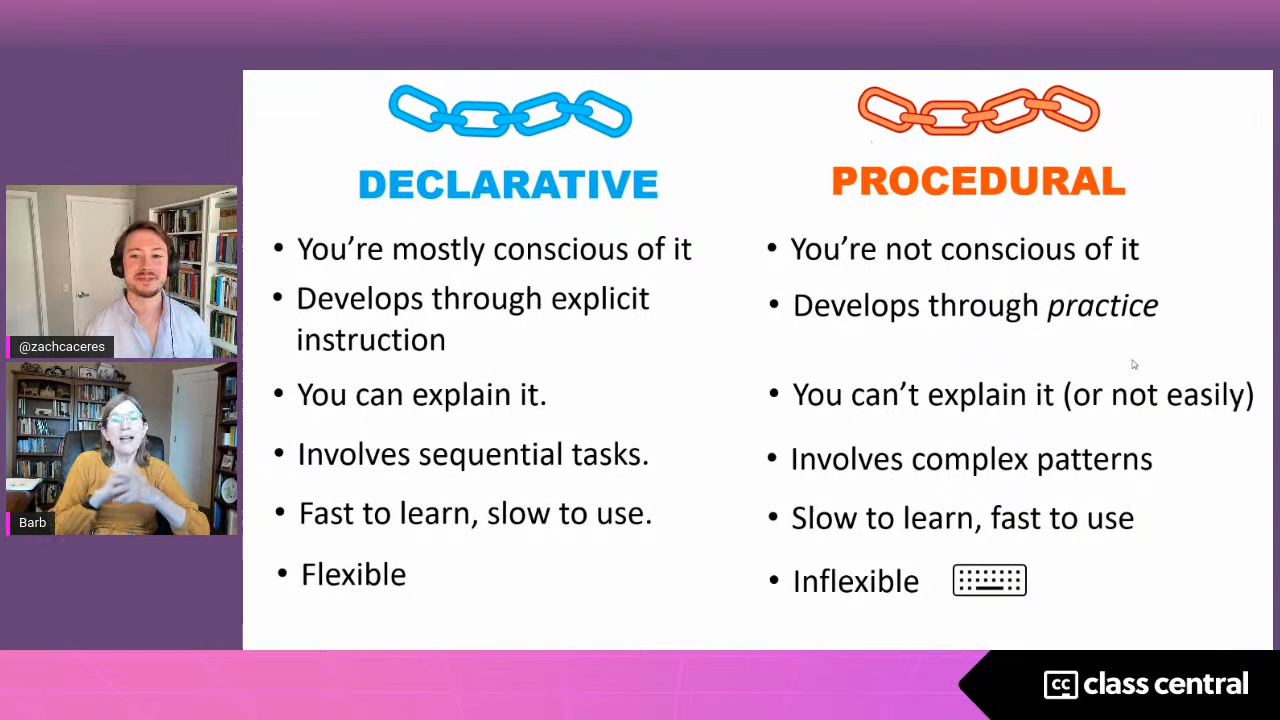 DECLARATIVE
• You’re mostly conscious of it
• Develops through explicit
instruction
• You can explain it.
• Involves sequential tasks.
• Fast to learn, slow to use.
• Flexible
PROCEDURAL
• You’re not conscious of it
• Develops through practice
• You can’t explain it (or not easily)
• Involves complex patterns
• Slow to learn, fast to use
• Inflexible
@zachcaceres
Barb
cc class central